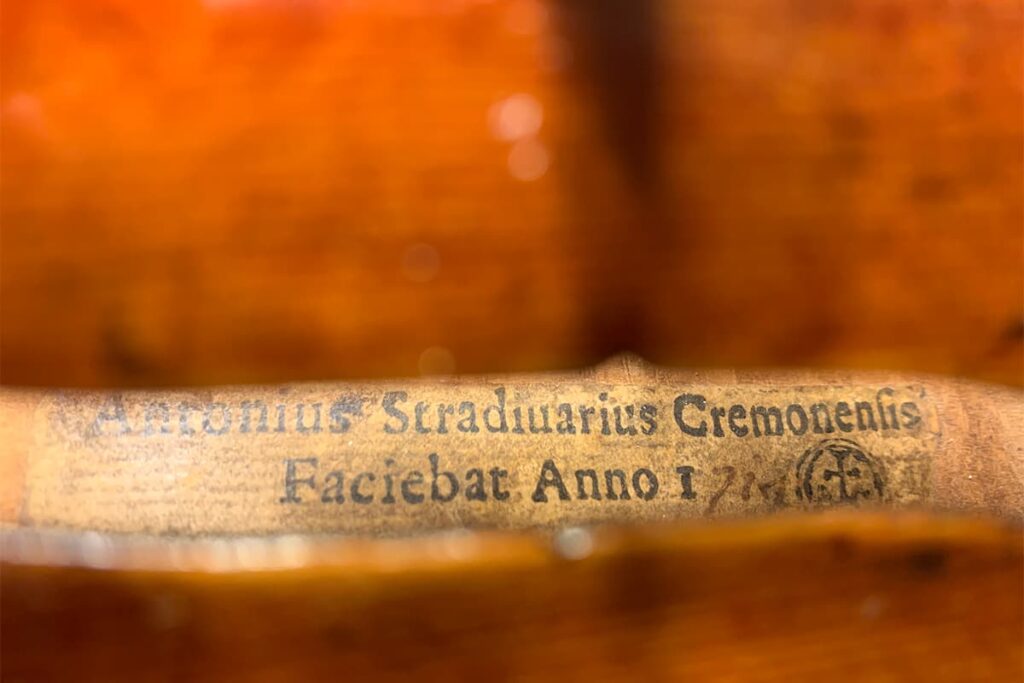 Antonius Stradiuarius Cremonenſis
Faciebat Anno 1